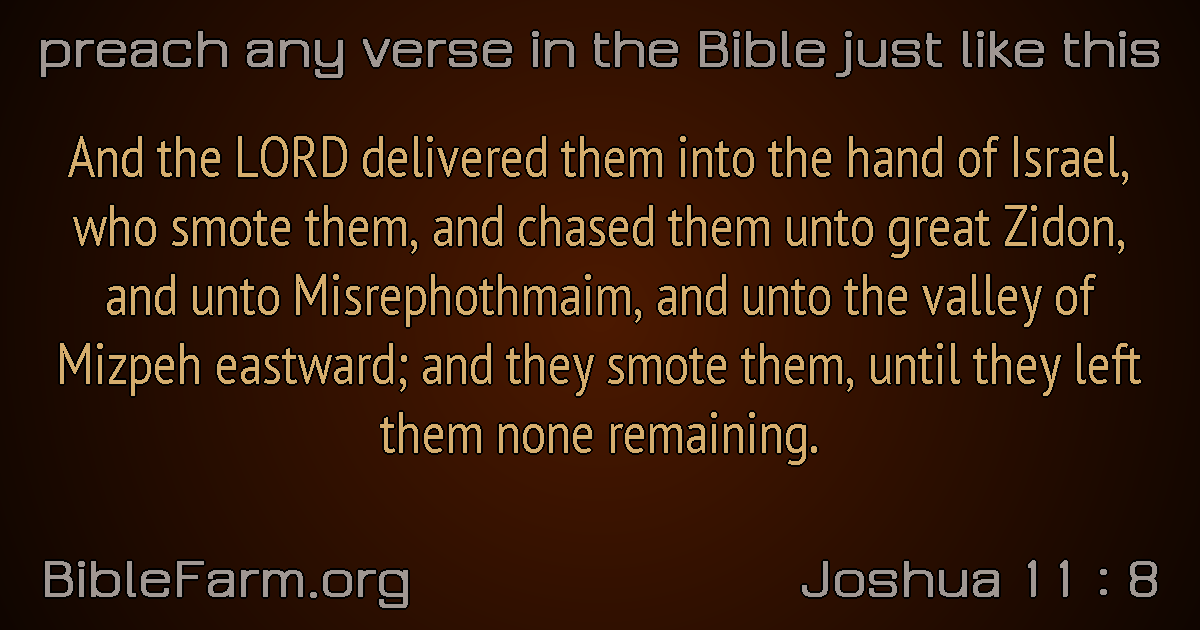 preach any verse in the Bible just like this
And the LORD delivered them into the hand of Israel,
who smote them, and chased them unto great Zidon,
and unto Misrephothmaim, and unto the valley of
Mizpeh eastward; and they smote them, until they left
them none remaining.
BibleFarm.org
Joshua 11 : 8